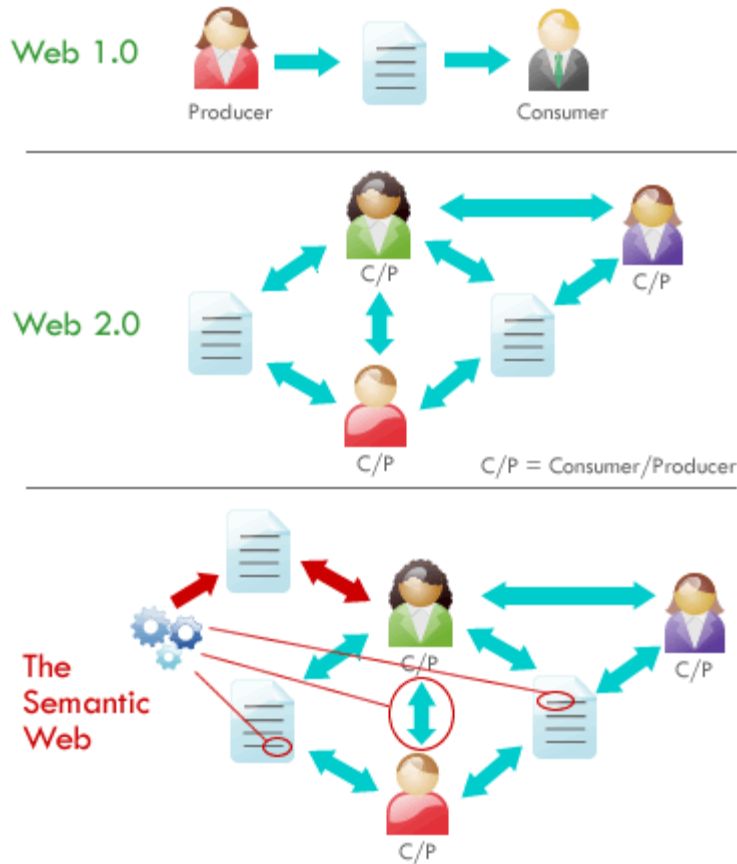 Web 1.0
Producer
Consumer
C/P
C/P
Web 2.0
C/P
C/P = Consumer/Producer
C/P
C/P
The
Semantic
Web
C/P